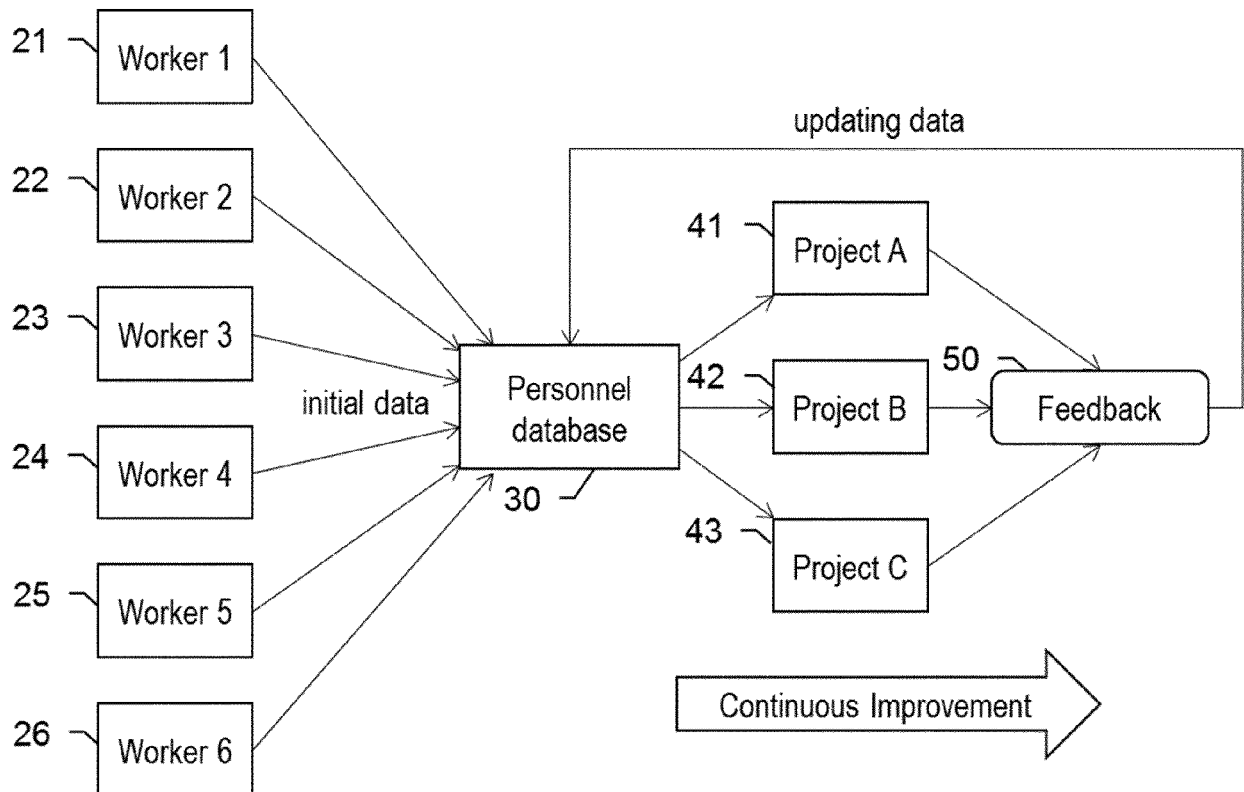 21
Worker 1
22
Worker 2
23
Worker 3
24
Worker 4
25
Worker 5
26
Worker 6
initial data
Personnel
database
30
updating data
41
Project A
42
Project B
43
Project C
50
Feedback
Continuous Improvement